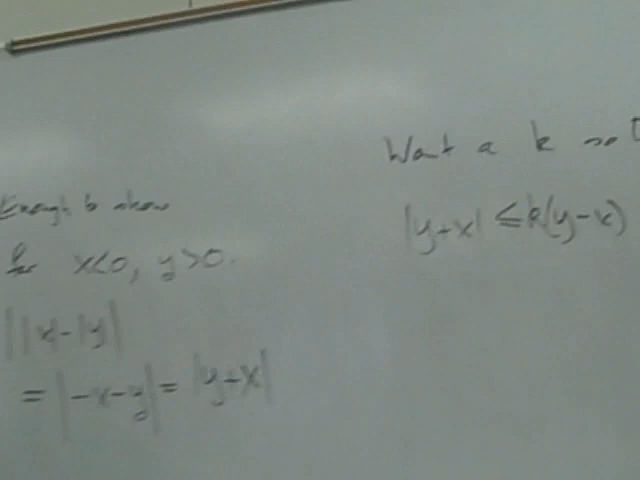 Enough to show
for x<0, y>0.
||x|-|y||
= |-x-y| = |y+x|
Want a k so
|y+x| ≤ k(y-x)